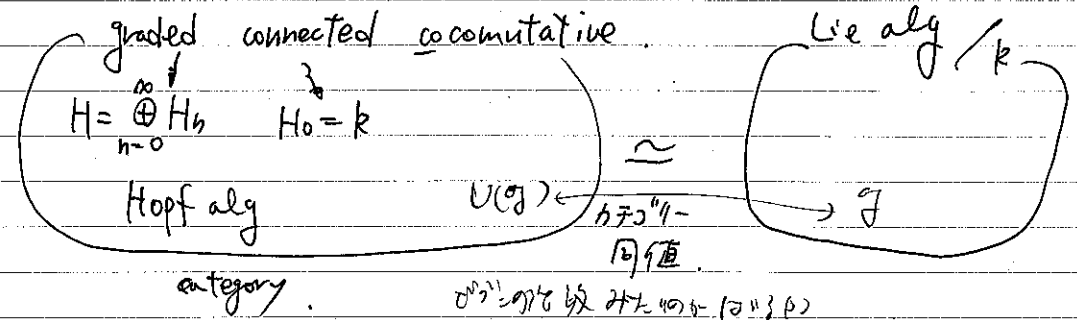 graded connected cocomutative. Lie alg / k
H = ∞⊕n=0 Hn H0 = k
≃
Hopf alg U(g) ↔ g
カテゴリー
同値.
category.